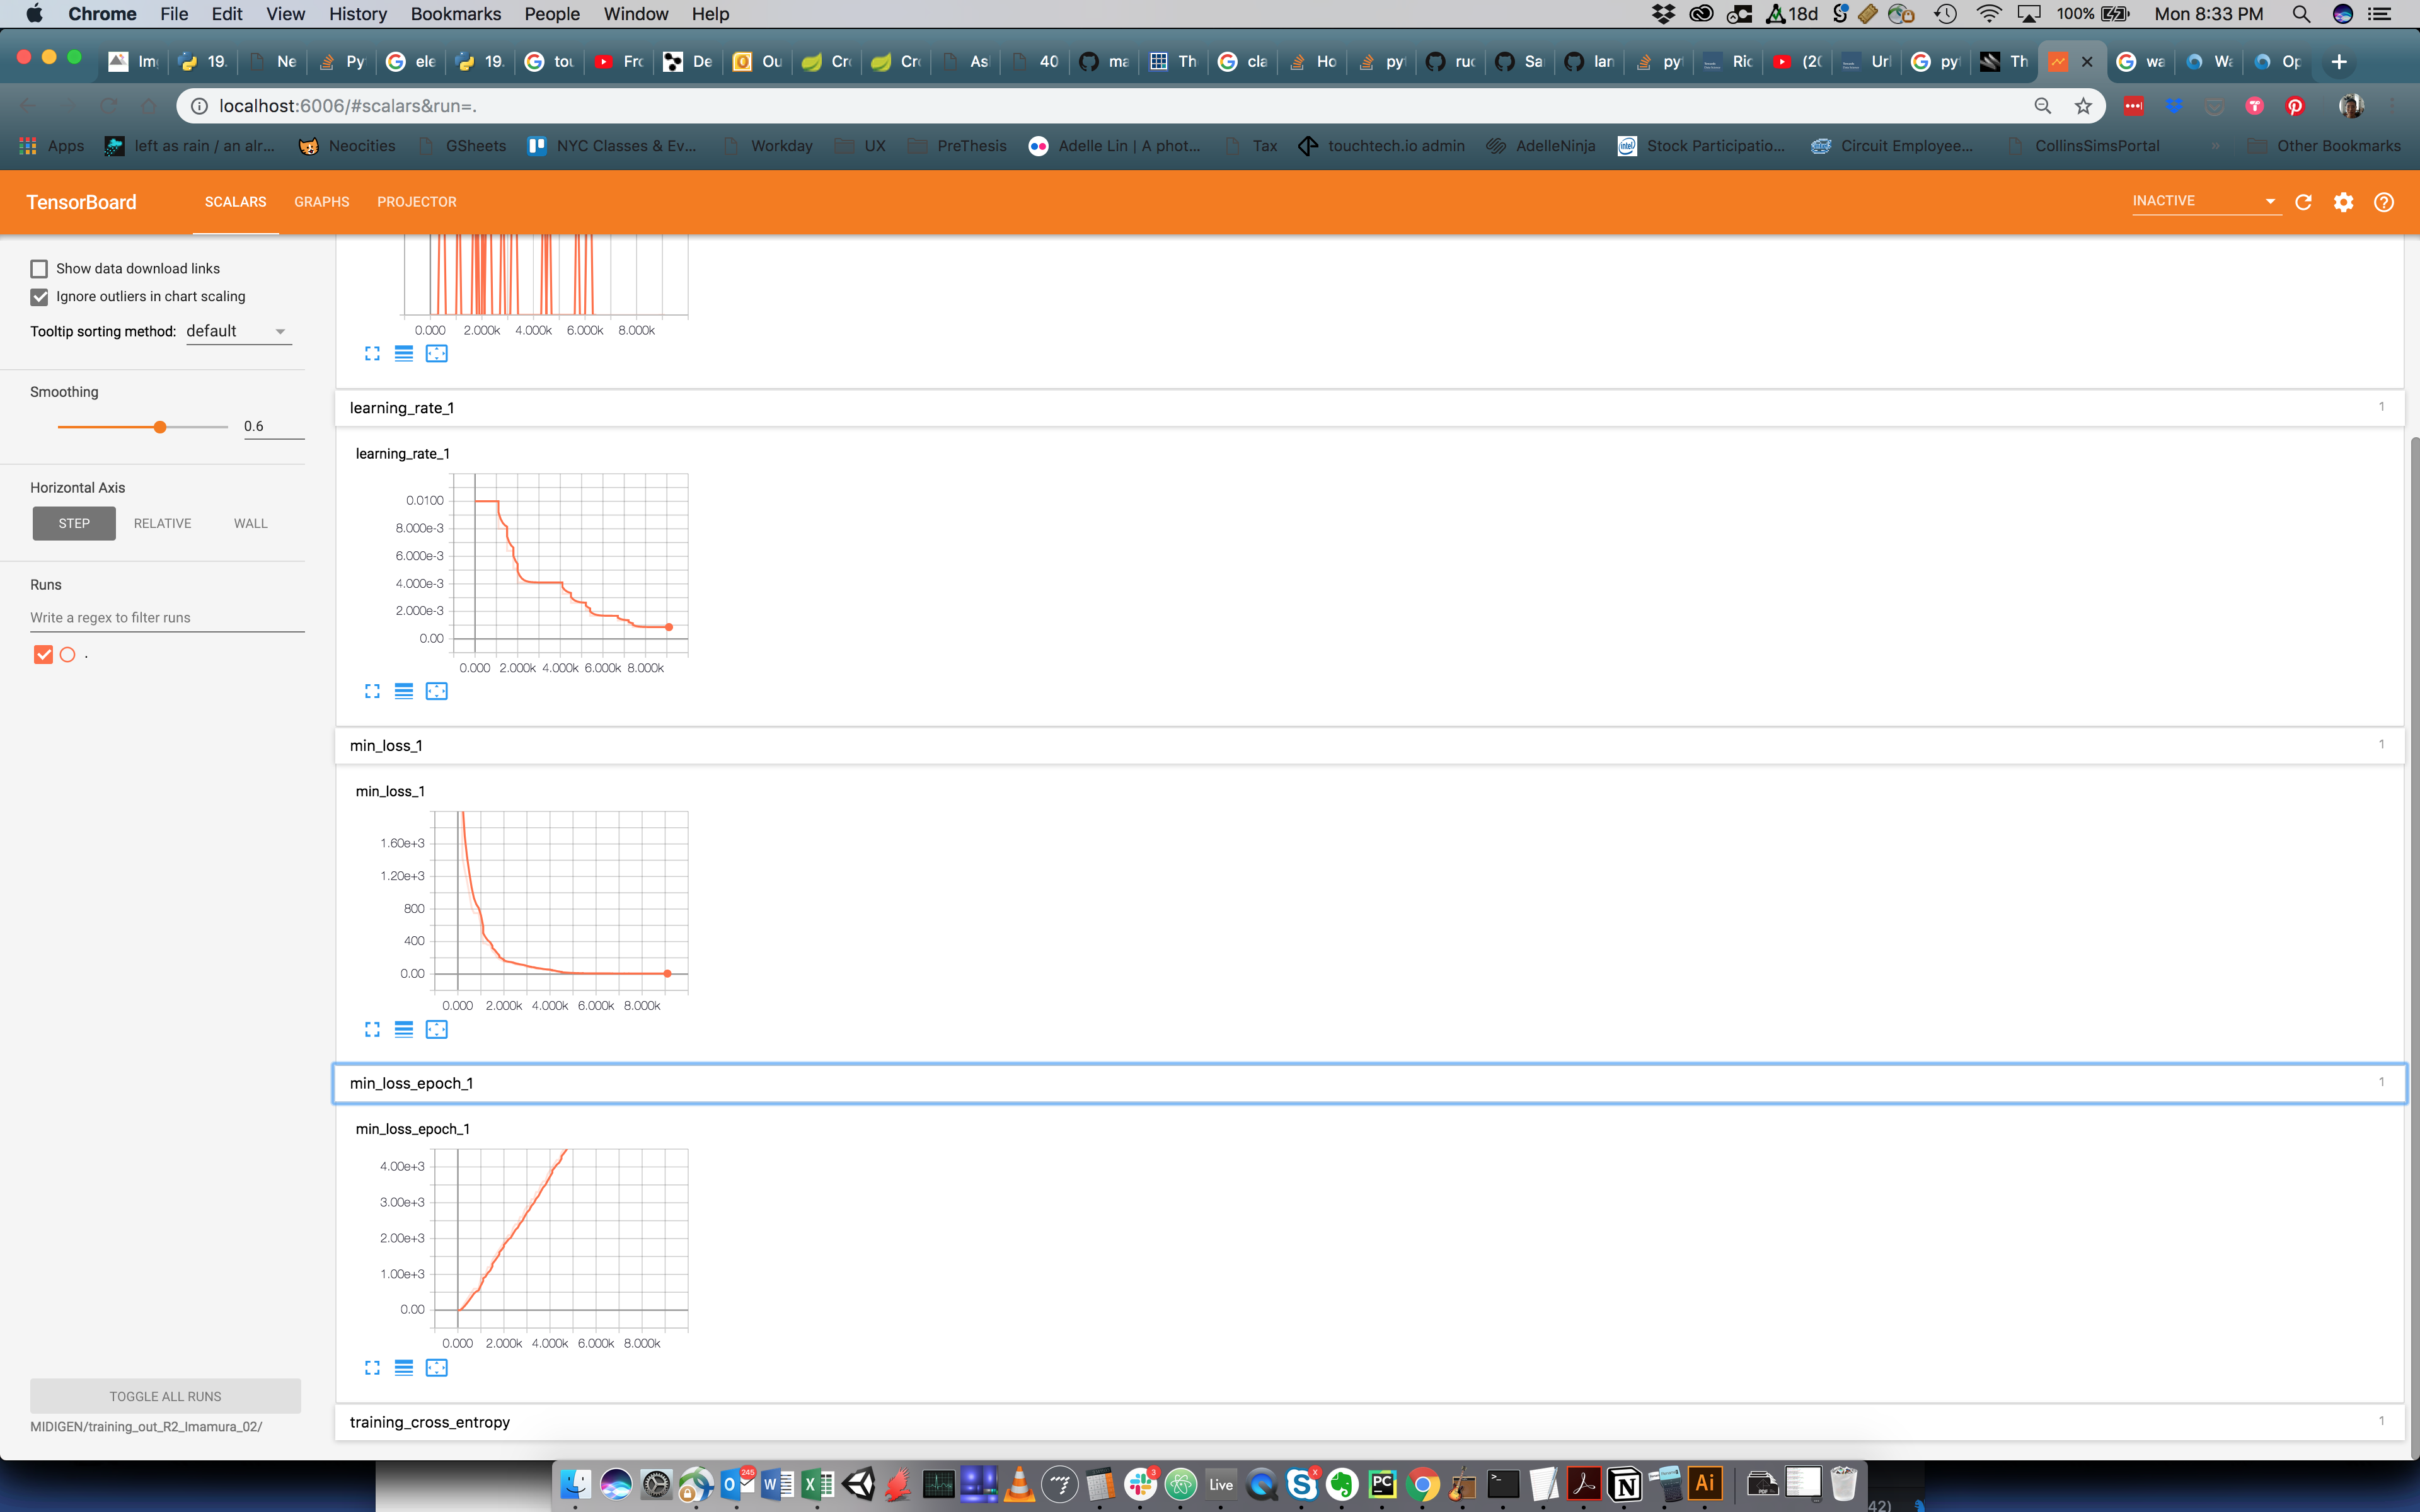 Chrome File Edit View History Bookmarks People Window Help 18d 100% Mon 8:33 PM
Im 19. Ne Py ele 19. tou Fro De Ou Cr Cr As 40 ma Th cla Ho pyt ruc Sa lan pyt Ric (20 Url py Th wa Wa Op
localhost:6006/#scalars&run=.
Apps left as rain / an alr... Neocities GSheets NYC Classes & Ev... Workday UX PreThesis Adelle Lin | A phot... Tax touchtech.io admin AdelleNinja Stock Participatio... Circuit Employee... CollinsSimsPortal » Other Bookmarks
TensorBoard SCALARS GRAPHS PROJECTOR INACTIVE
Show data download links
Ignore outliers in chart scaling
Tooltip sorting method: default
Smoothing
0.6
Horizontal Axis
STEP RELATIVE WALL
Runs
Write a regex to filter runs
.
TOGGLE ALL RUNS
MIDIGEN/training_out_R2_Imamura_02/
0.000 2.000k 4.000k 6.000k 8.000k
learning_rate_1 1
learning_rate_1
0.0100
8.000e-3
6.000e-3
4.000e-3
2.000e-3
0.00
0.000 2.000k 4.000k 6.000k 8.000k
min_loss_1 1
min_loss_1
1.60e+3
1.20e+3
800
400
0.00
0.000 2.000k 4.000k 6.000k 8.000k
min_loss_epoch_1 1
min_loss_epoch_1
4.00e+3
3.00e+3
2.00e+3
1.00e+3
0.00
0.000 2.000k 4.000k 6.000k 8.000k
training_cross_entropy 1
245 3 Live PC Ai
42)